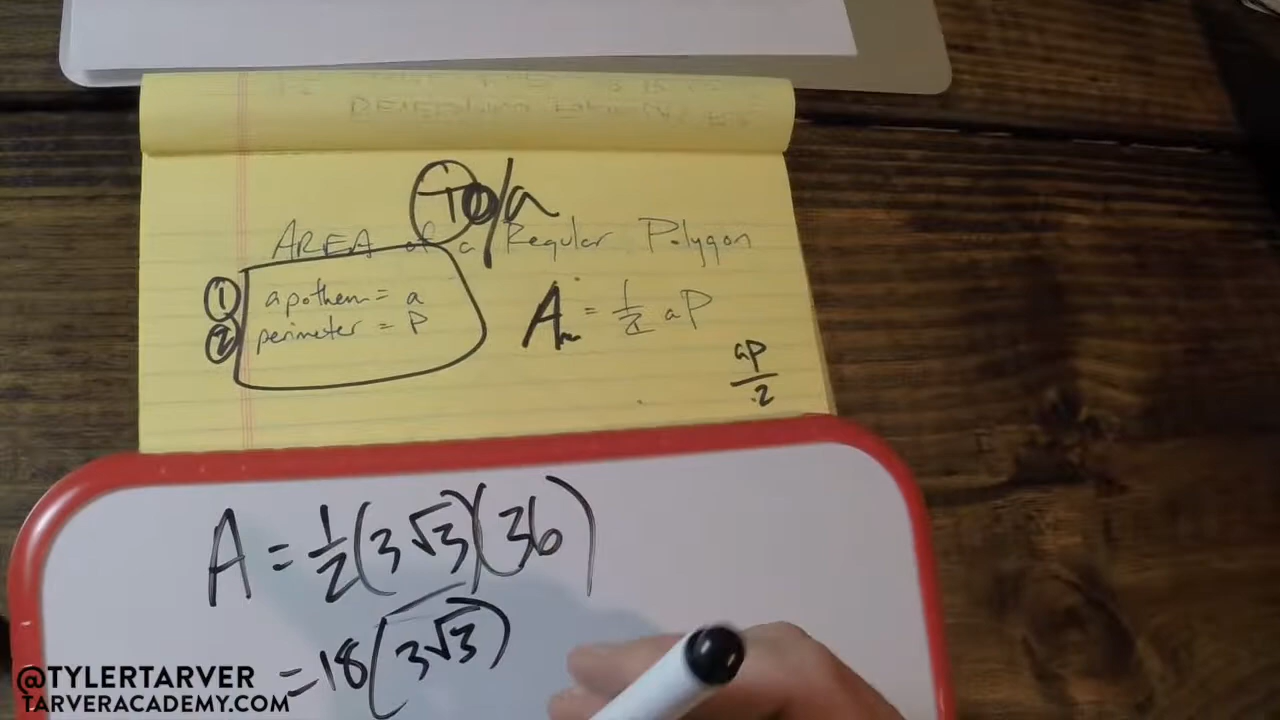 TO/a
AREA of a Regular Polygon
① apothem = a
② perimeter = P
A = 1/2 aP
aP/2
A = 1/2 (3√3)(36)
= 18(3√3)
@TYLERTARVER
TARVERACADEMY.COM